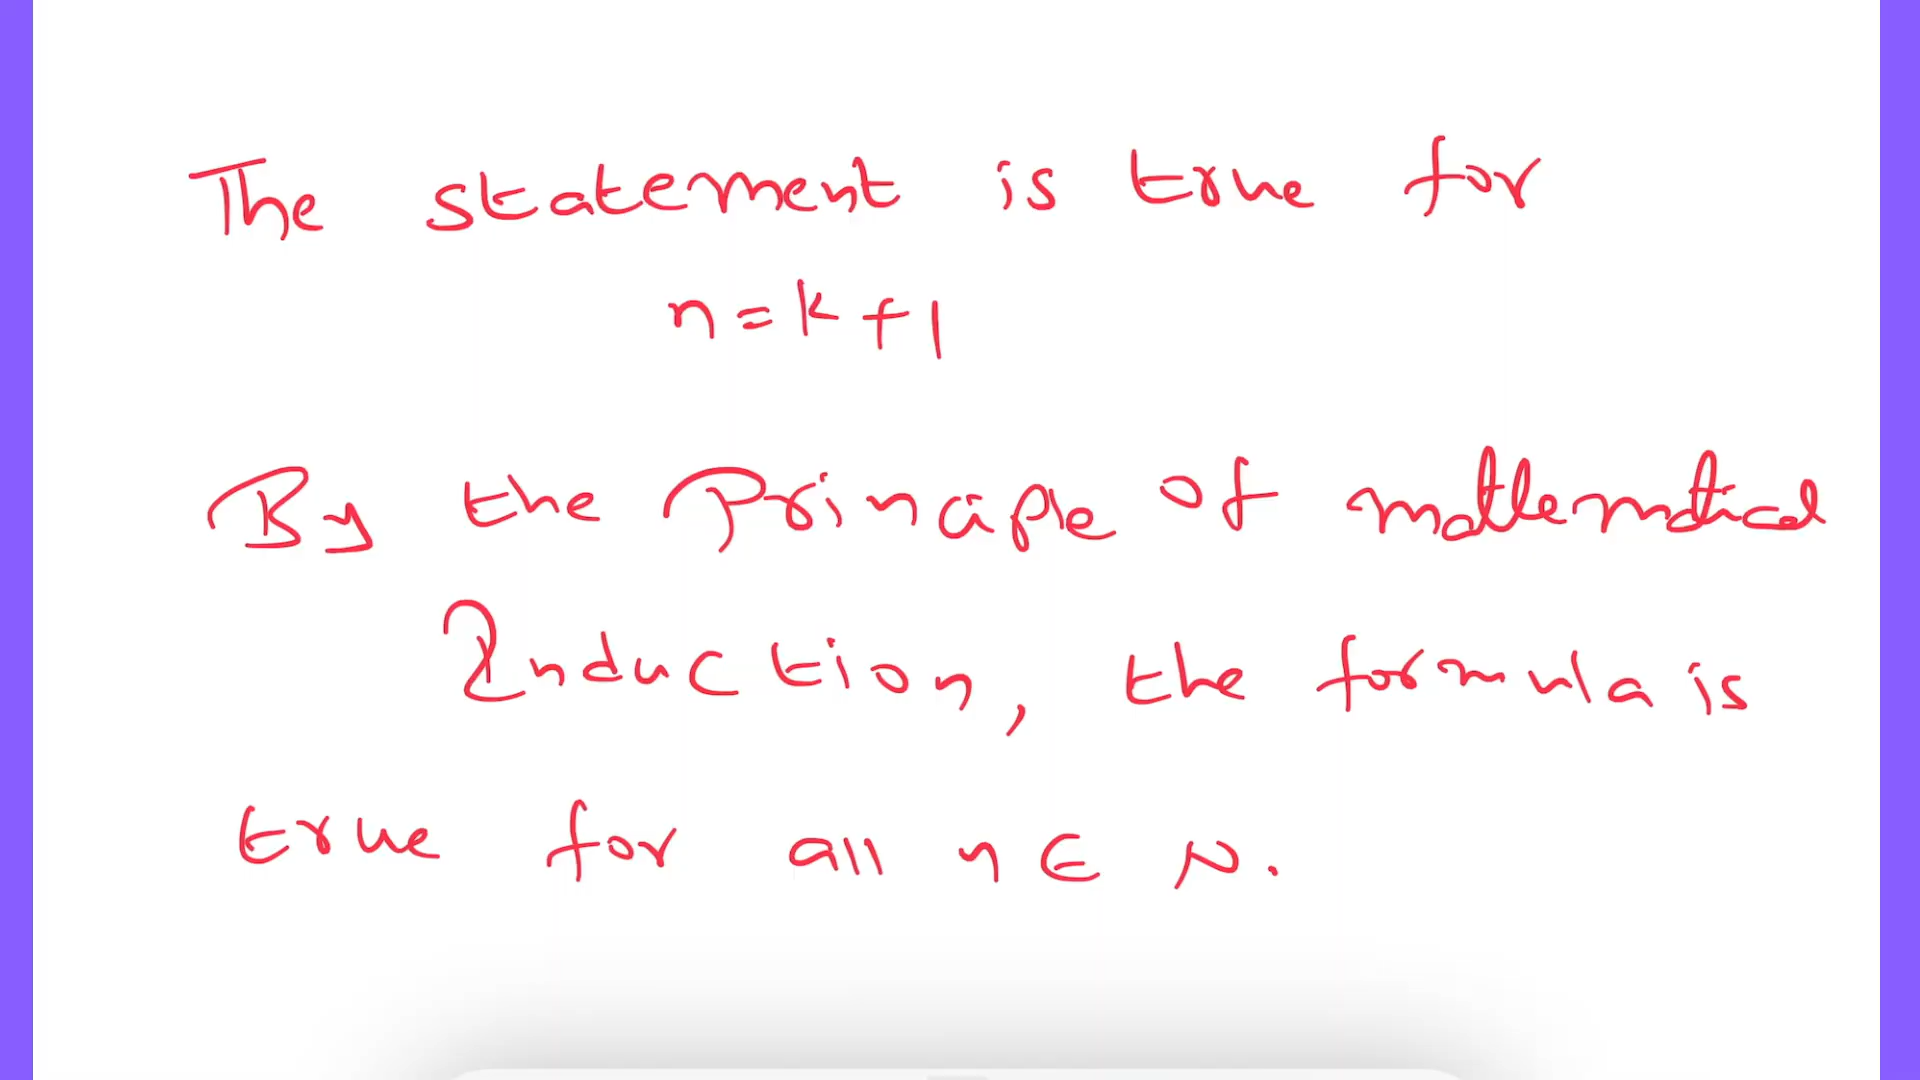 The statement is true for
n = k + 1
By the Principle of mathematical
Induction, the formula is
true for all n ∈ N.